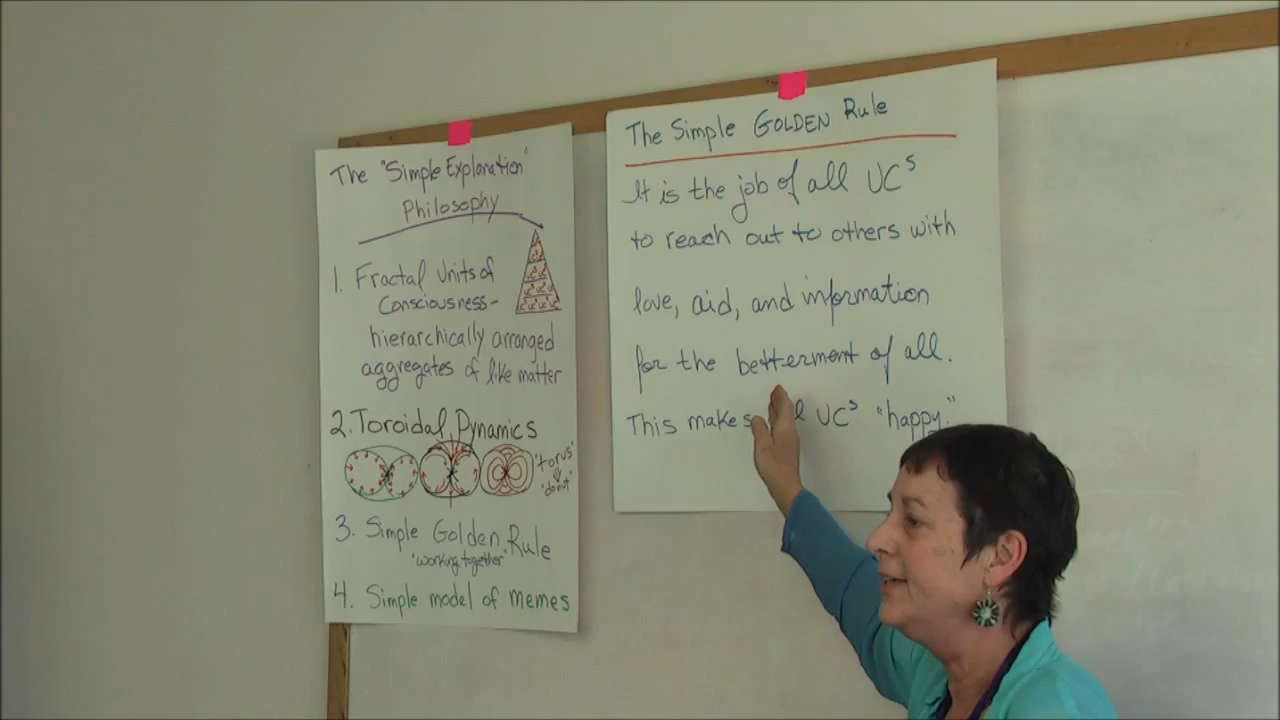 The "Simple Explanation"
Philosophy
1. Fractal Units of
Consciousness-
hierarchically arranged
aggregates of like matter
2. Toroidal Dynamics
"torus"
"donut"
3. Simple Golden Rule
"working together"
4. Simple model of memes
The Simple GOLDEN Rule
It is the job of all UCs
to reach out to others with
love, aid, and information
for the betterment of all.
This makes UCs "happy."